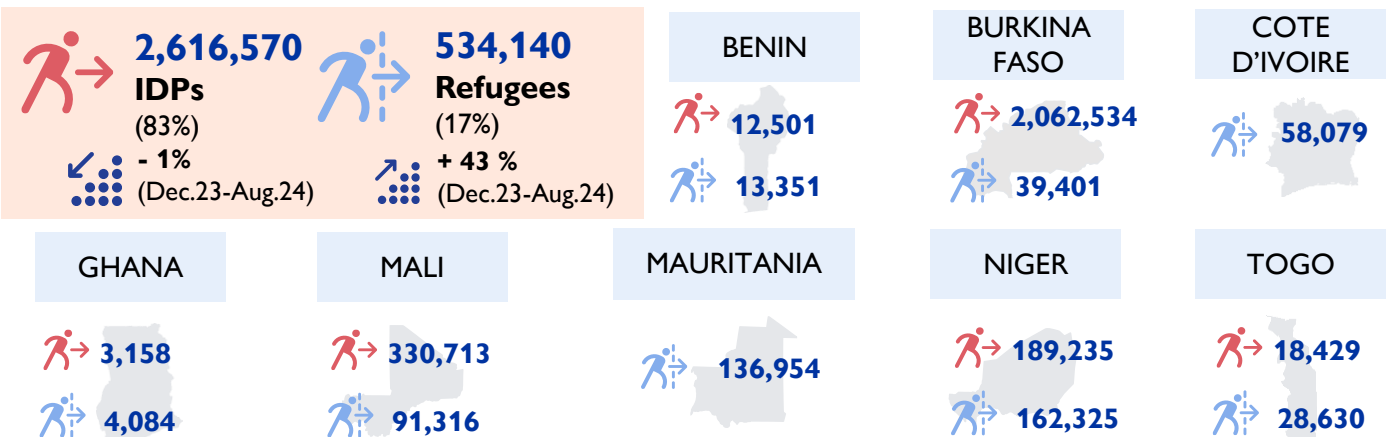 2,616,570
IDPs
(83%)
- 1%
(Dec.23-Aug.24)
534,140
Refugees
(17%)
+ 43 %
(Dec.23-Aug.24)
BENIN
12,501
13,351
BURKINA
FASO
2,062,534
39,401
COTE
D'IVOIRE
58,079
GHANA
3,158
4,084
MALI
330,713
91,316
MAURITANIA
136,954
NIGER
189,235
162,325
TOGO
18,429
28,630